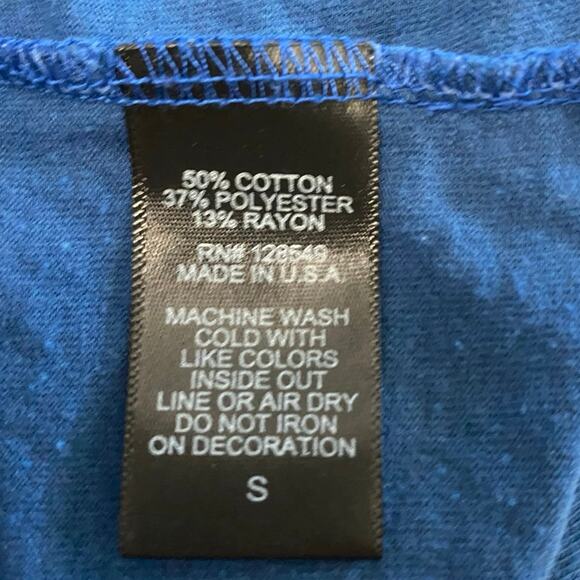 50% COTTON
37% POLYESTER
13% RAYON
RN# 128549
MADE IN U.S.A
MACHINE WASH
COLD WITH
LIKE COLORS
INSIDE OUT
LINE OR AIR DRY
DO NOT IRON
ON DECORATION
S